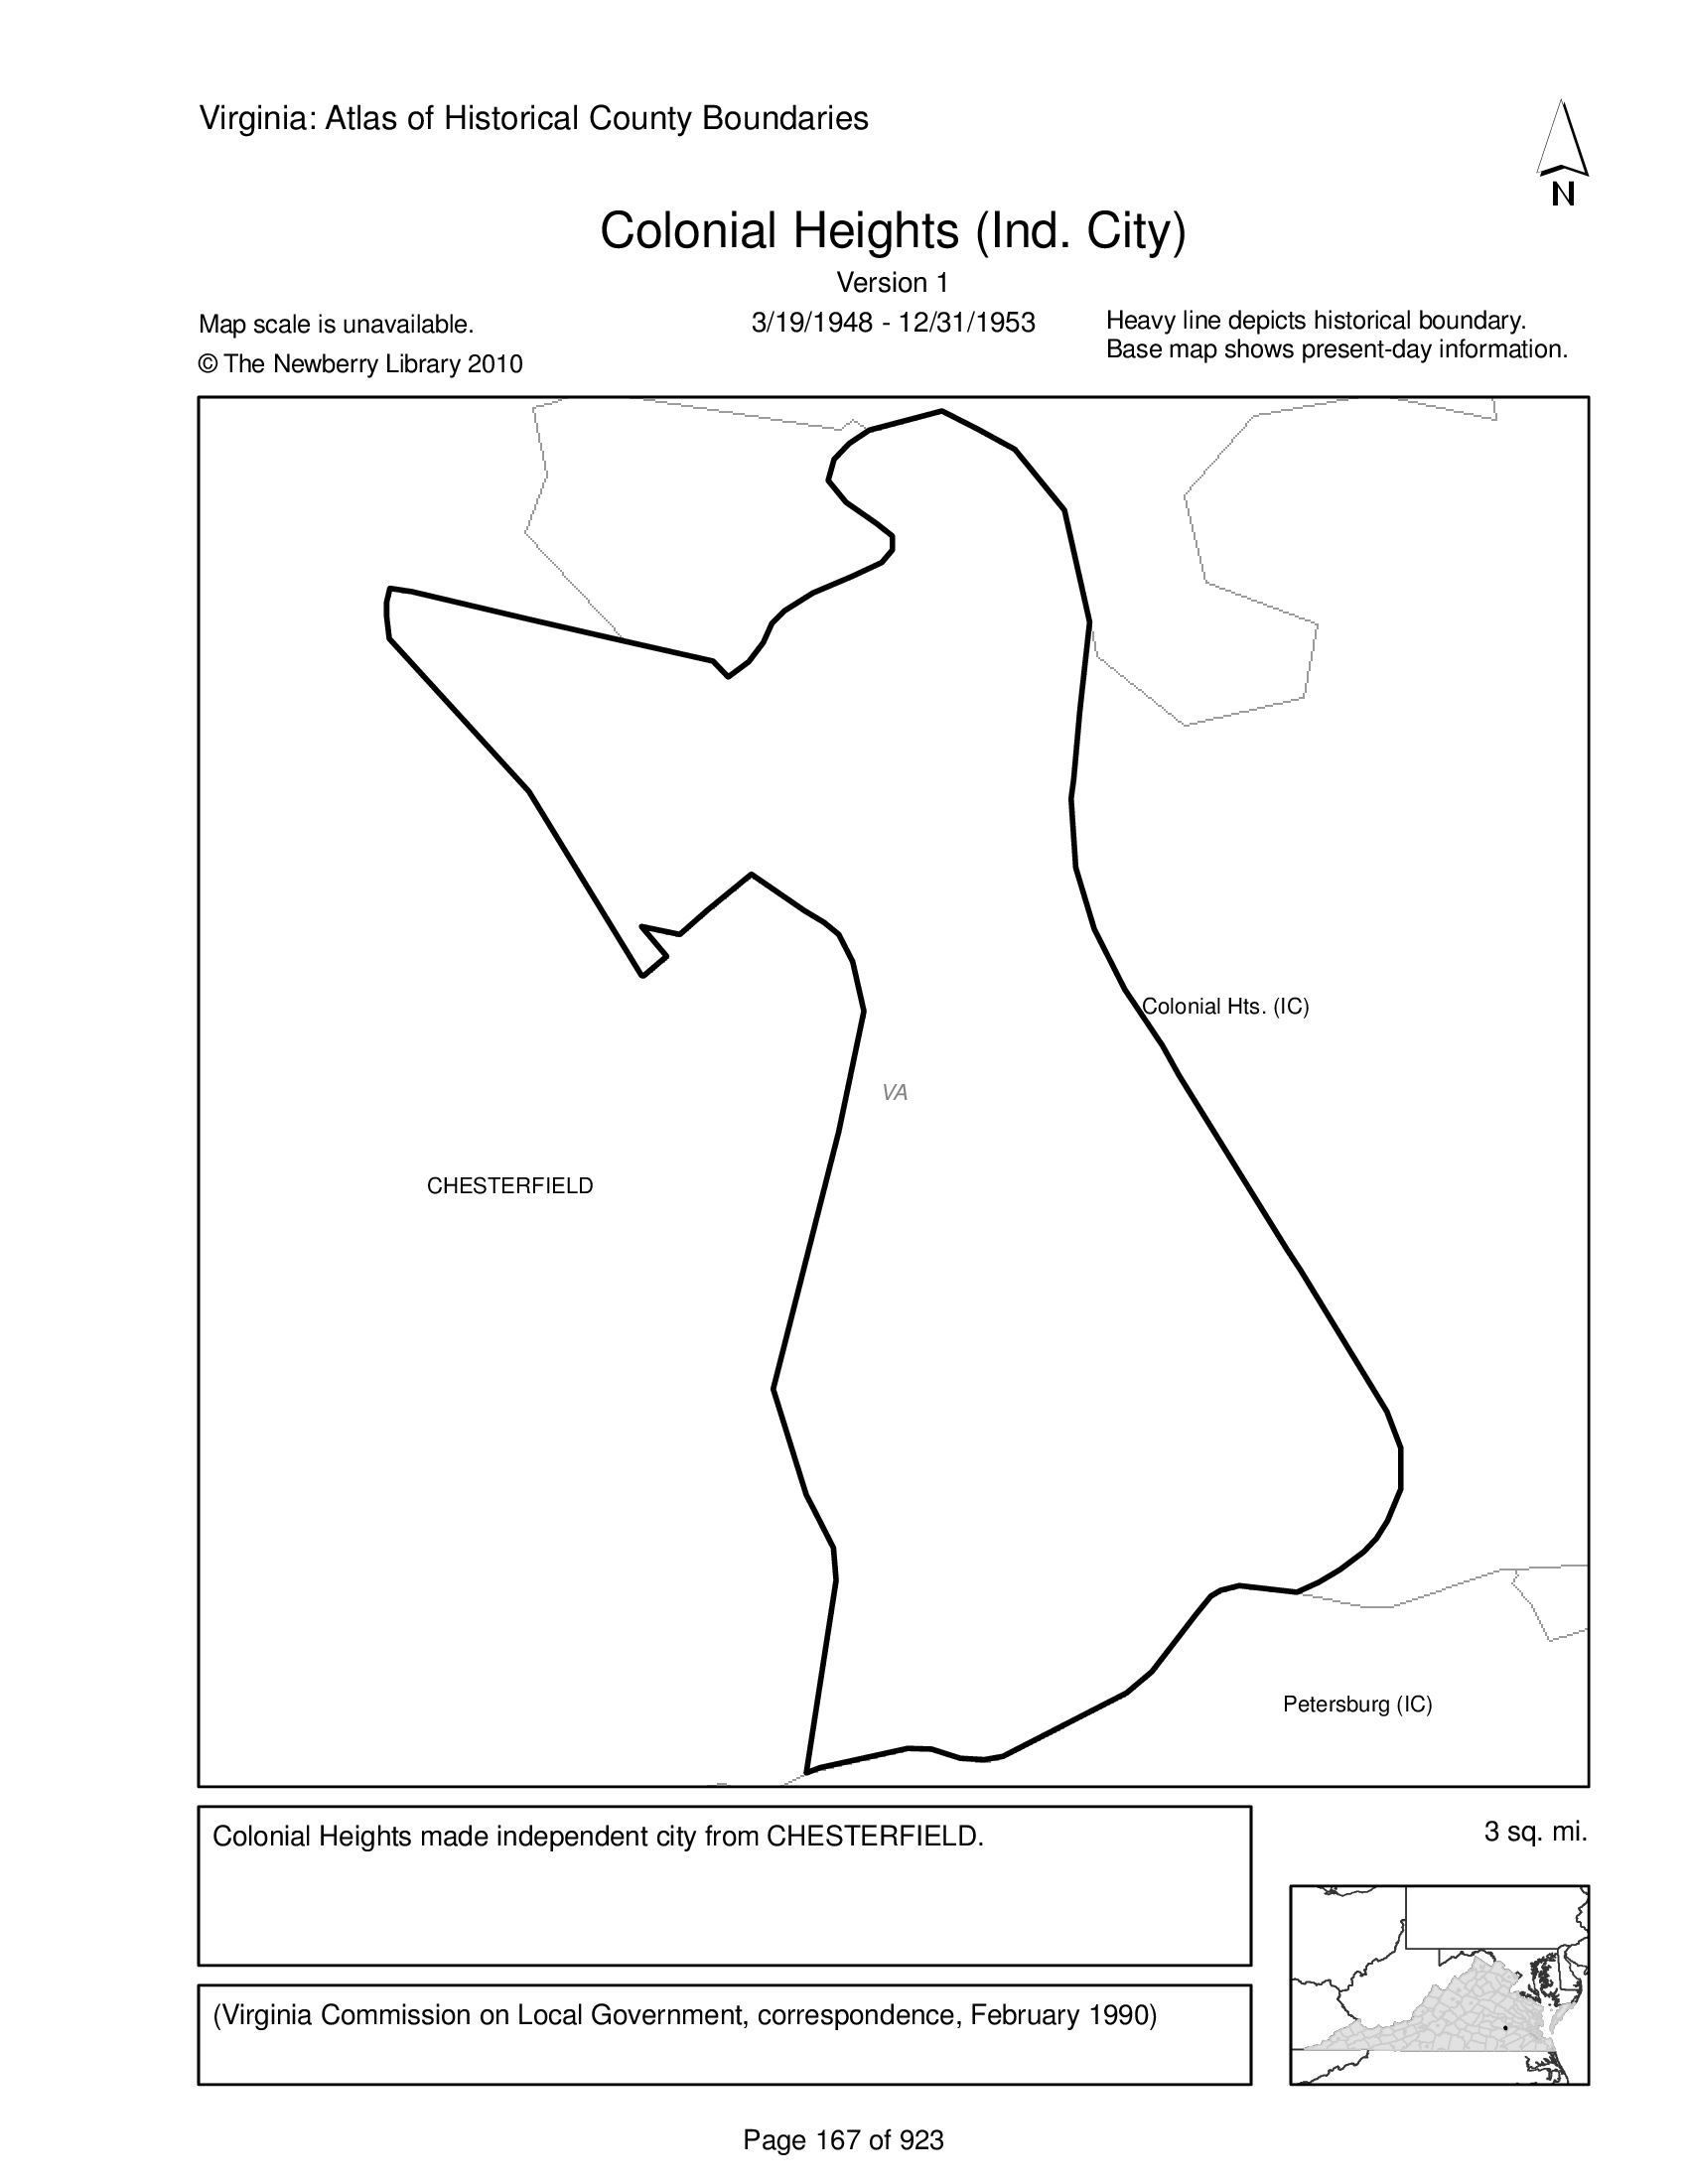 Virginia: Atlas of Historical County Boundaries
N
Colonial Heights (Ind. City)
Version 1
3/19/1948 - 12/31/1953
Map scale is unavailable.
© The Newberry Library 2010
Heavy line depicts historical boundary.
Base map shows present-day information.
Colonial Hts. (IC)
VA
CHESTERFIELD
Petersburg (IC)
Colonial Heights made independent city from CHESTERFIELD.
3 sq. mi.
(Virginia Commission on Local Government, correspondence, February 1990)
Page 167 of 923